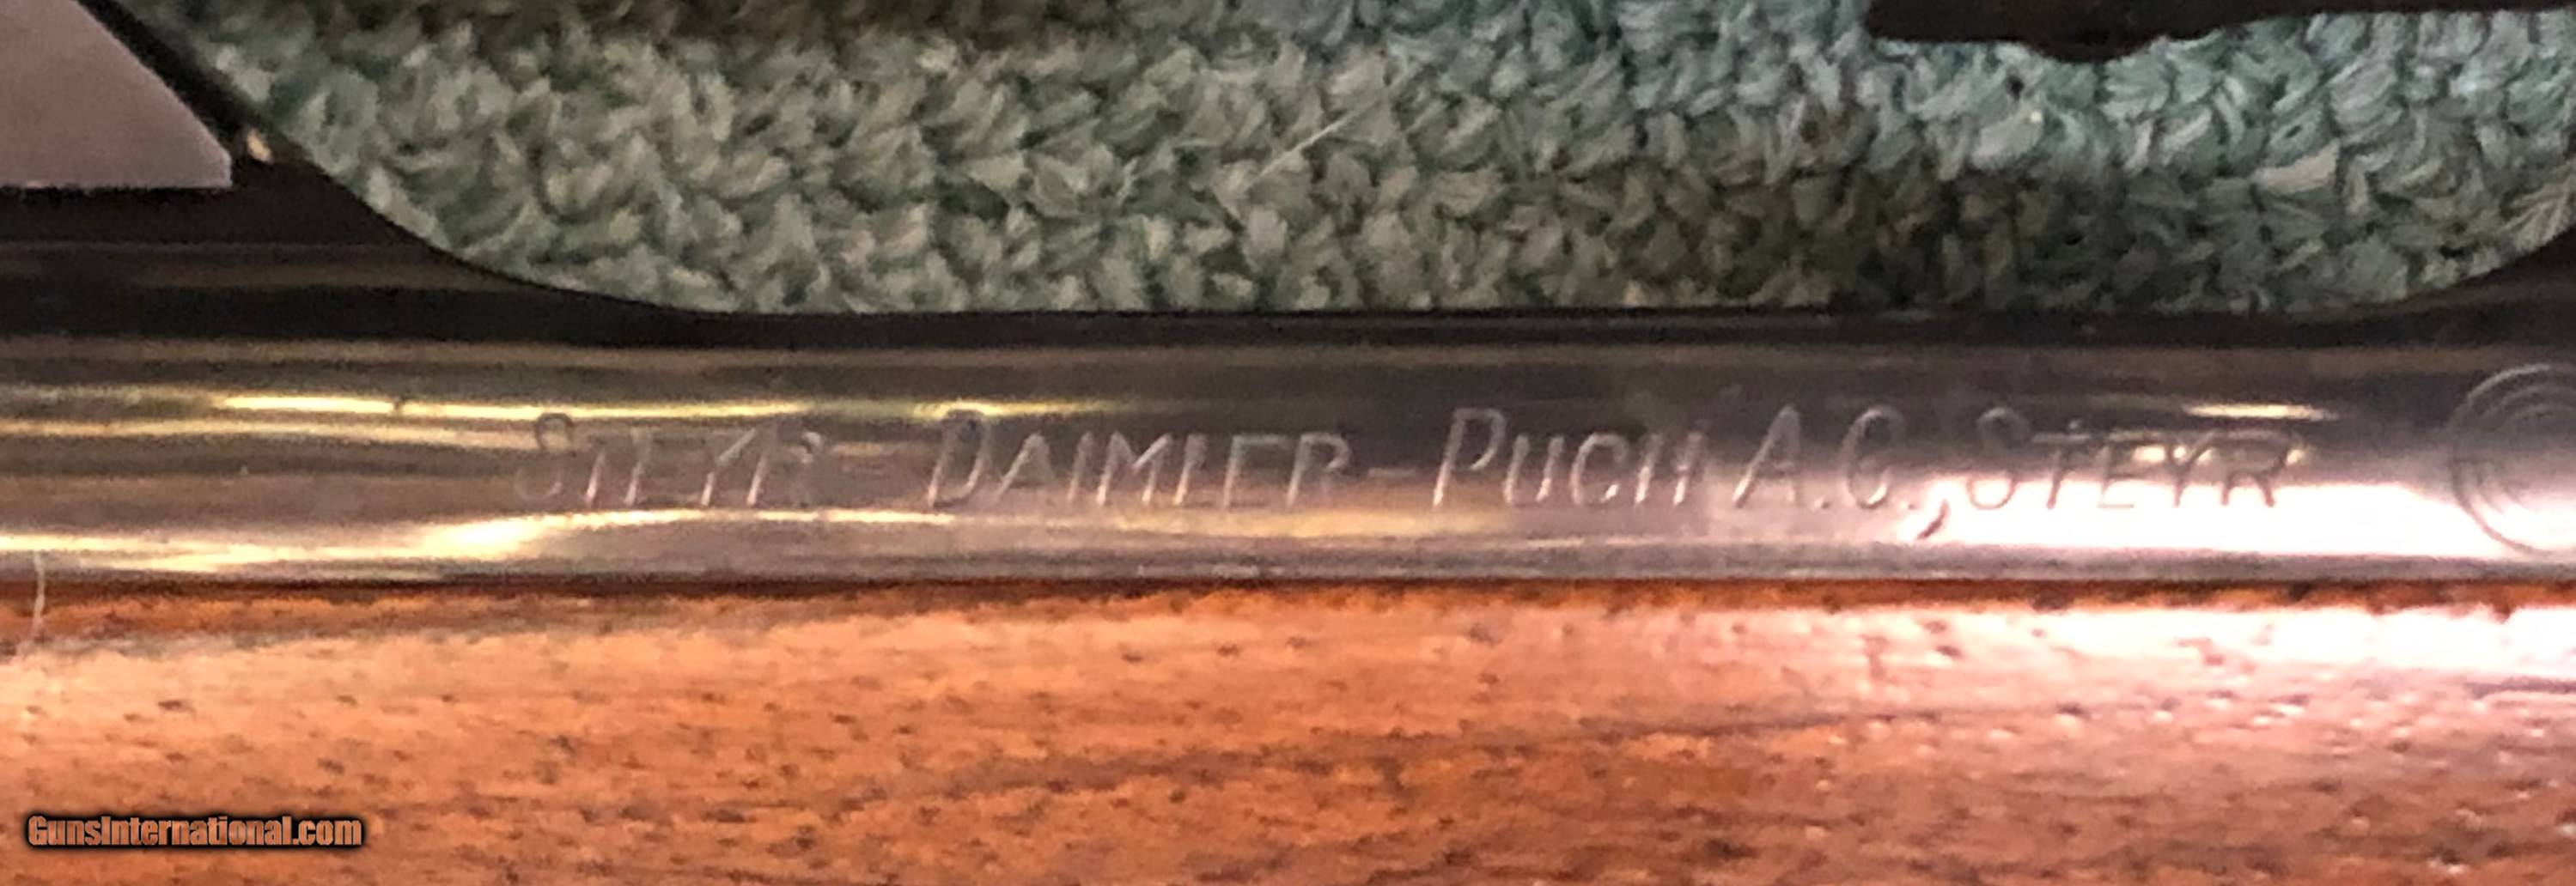 STEYR-DAIMLER-PUCH A.G., STEYR
GunsInternational.com